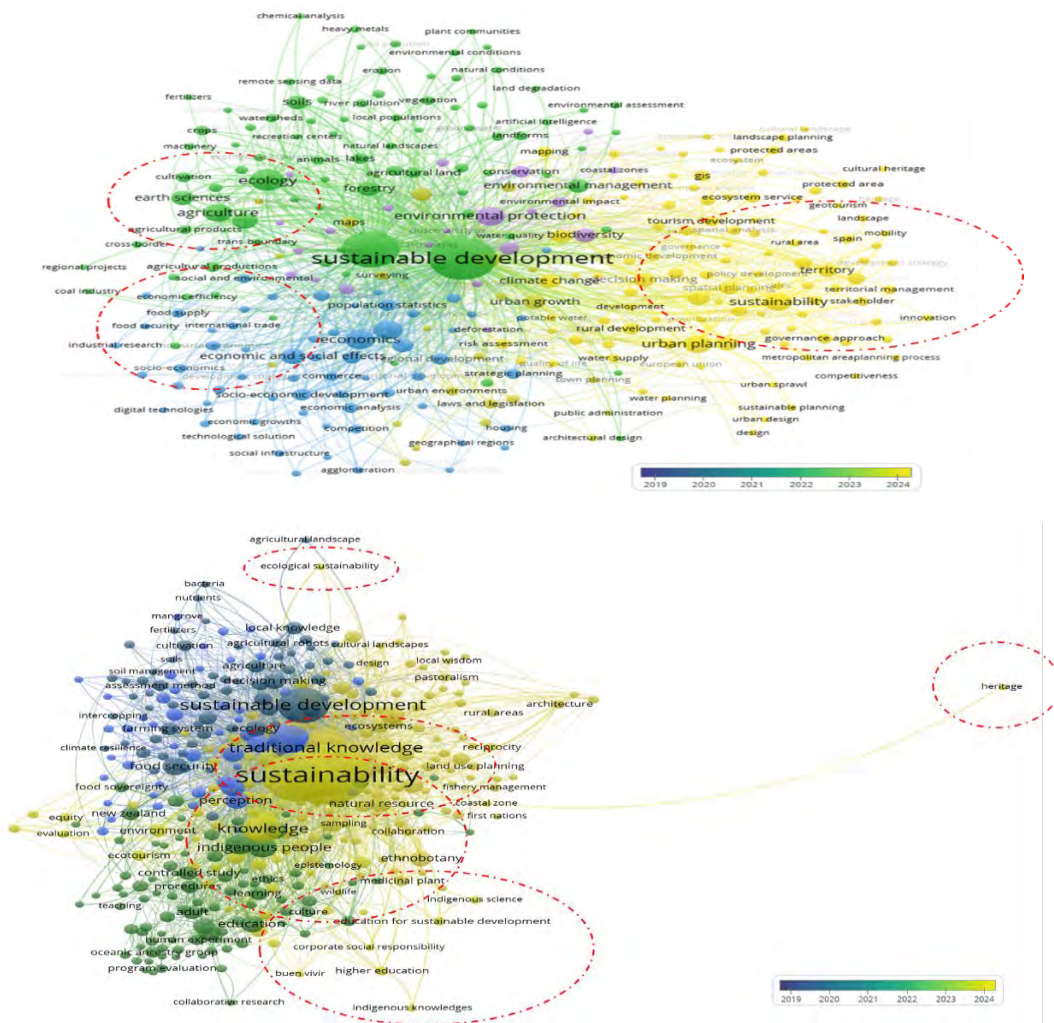 chemical analysis
heavy metals
plant communities
environmental conditions
remote sensing data
erosion
natural conditions
land degradation
fertilizers
soils
river pollution
vegetation
environmental assessment
watersheds
local populations
artificial intelligence
crops
recreation centers
landforms
landscape planning
machinery
natural landscapes
mapping
protected areas
animals
lakes
conservation
coastal zones
ecosystem
cultural heritage
cultivation
ecology
agricultural land
gis
protected area
earth sciences
forestry
environmental management
ecosystem service
geotourism
agriculture
maps
environmental protection
environmental impact
tourism development
landscape
mobility
agricultural products
water quality
biodiversity
rural area
spain
cross-border
trans-boundary
governance
sustainable development
regional projects
agricultural productions
surveying
climate change
decision making
policy development
territory
coal industry
social and environmental
spatial planning
territorial management
economic efficiency
population statistics
urban growth
development
sustainability
stakeholder
food supply
potable water
innovation
food security
international trade
economics
deforestation
rural development
industrial research
risk assessment
urban planning
governance approach
socio-economics
economic and social effects
regional development
water supply
european union
metropolitan area
planning process
commerce
strategic planning
quality of life
town planning
competitiveness
socio-economic development
urban environments
water planning
urban sprawl
digital technologies
economic analysis
laws and legislation
public administration
sustainable planning
economic growths
competition
housing
urban design
technological solution
geographical regions
architectural design
design
social infrastructure
agglomeration
2019 2020 2021 2022 2023 2024
agricultural landscape
ecological sustainability
bacteria
nutrients
mangrove
local knowledge
fertilizers
agricultural robots
cultural landscapes
cultivation
soils
agriculture
design
local wisdom
soil management
decision making
pastoralism
assessment method
heritage
sustainable development
architecture
intercropping
rural areas
farming system
ecology
ecosystems
climate resilience
traditional knowledge
reciprocity
food security
land use planning
sustainability
food sovereignty
fishery management
perception
natural resource
coastal zone
equity
new zealand
sampling
first nations
evaluation
environment
knowledge
collaboration
ecotourism
indigenous people
ethnobotany
epistemology
controlled study
ethics
medicinal plant
procedures
learning
wildlife
indigenous science
teaching
adult
culture
education
education for sustainable development
human experiment
corporate social responsibility
oceanic ancestry group
program evaluation
buen vivir
higher education
collaborative research
indigenous knowledges
2019 2020 2021 2022 2023 2024